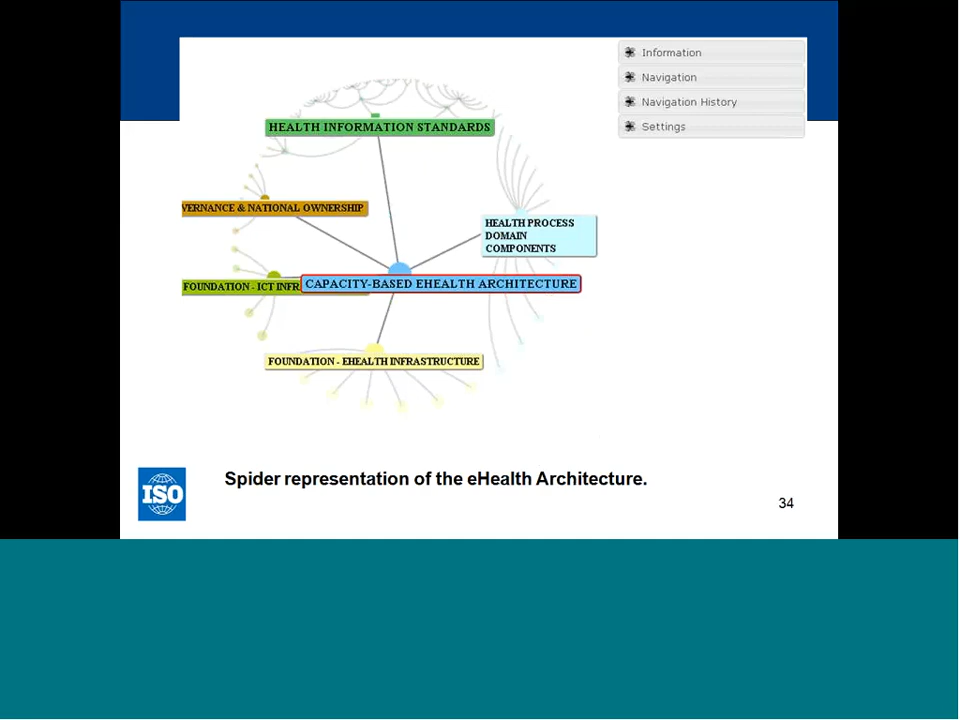 Information
Navigation
Navigation History
Settings
HEALTH INFORMATION STANDARDS
VERNANCE & NATIONAL OWNERSHIP
HEALTH PROCESS
DOMAIN
COMPONENTS
FOUNDATION - ICT INFR
CAPACITY-BASED EHEALTH ARCHITECTURE
FOUNDATION - EHEALTH INFRASTRUCTURE
Spider representation of the eHealth Architecture.
ISO
34